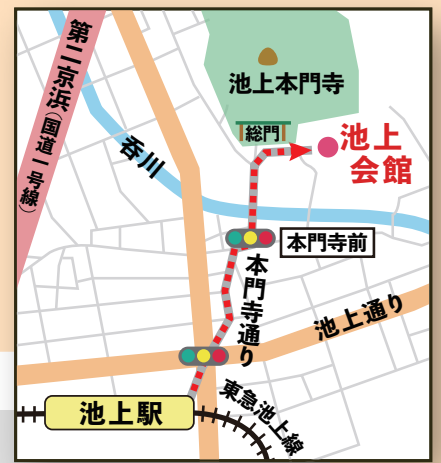 第二京浜(国道一号線)
呑川
池上本門寺
総門
池上
会館
本門寺前
本門寺通り
池上通り
池上駅
東急池上線